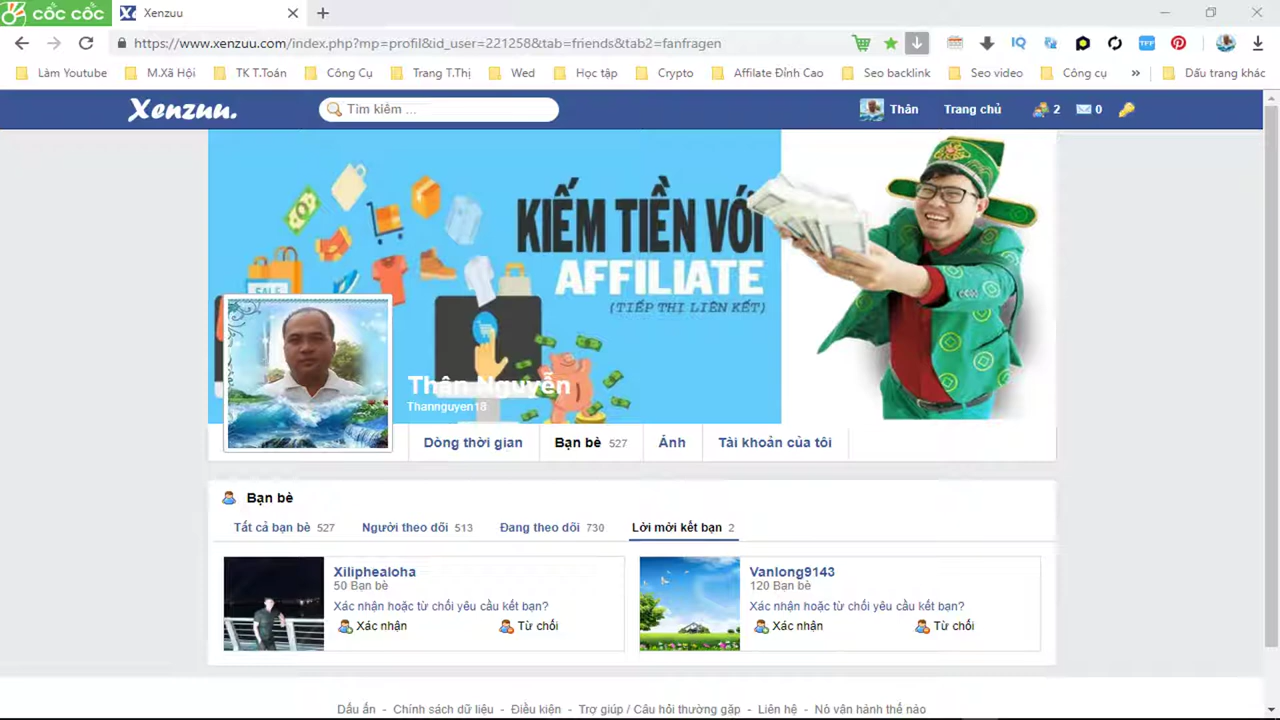 cốc cốc
Xenzuu
https://www.xenzuu.com/index.php?mp=profil&id_user=221258&tab=friends&tab2=fanfragen
IQ
TFF
Làm Youtube
M.Xã Hội
TK T.Toán
Công Cụ
Trang T.Thị
Wed
Học tập
Crypto
Affilate Đỉnh Cao
Seo backlink
Seo video
Công cụ
»
Dấu trang khác
Xenzuu.
Tìm kiếm ...
Thân
Trang chủ
2
0
KIẾM TIỀN VỚI
AFFILIATE
(TIẾP THỊ LIÊN KẾT)
SALE
Thân Nguyễn
Thannguyen18
Dòng thời gian
Bạn bè 527
Ảnh
Tài khoản của tôi
Bạn bè
Tất cả bạn bè 527
Người theo dõi 513
Đang theo dõi 730
Lời mời kết bạn 2
Xiliphealoha
50 Bạn bè
Xác nhận hoặc từ chối yêu cầu kết bạn?
Xác nhận
Từ chối
Vanlong9143
120 Bạn bè
Xác nhận hoặc từ chối yêu cầu kết bạn?
Xác nhận
Từ chối
Dấu ấn - Chính sách dữ liệu - Điều kiện - Trợ giúp / Câu hỏi thường gặp - Liên hệ - Nó vận hành thế nào